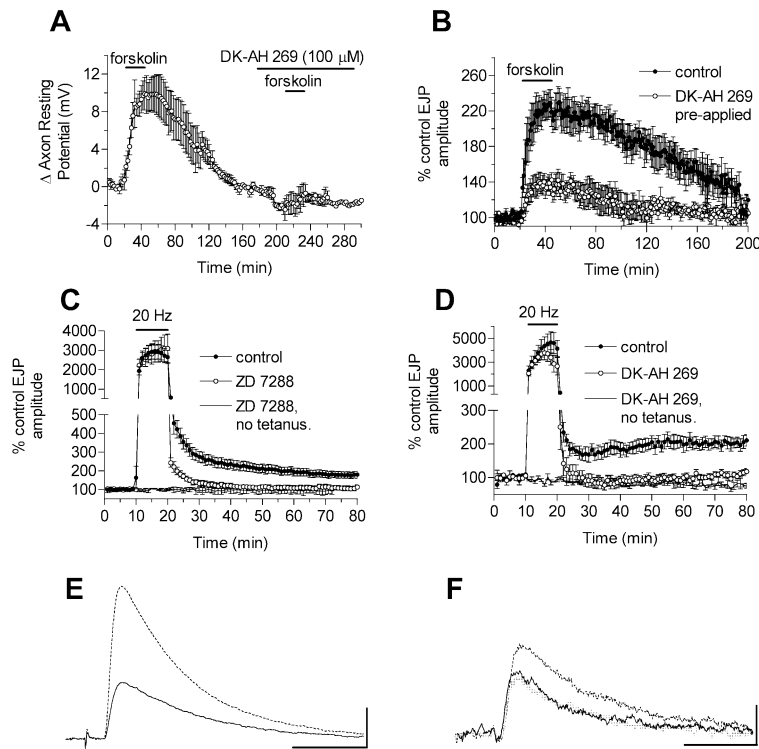 A
forskolin
DK-AH 269 (100 µM)
forskolin
Δ Axon Resting
Potential (mV)
12
8
4
0
-4
0 40 80 120 160 200 240 280
Time (min)
B
forskolin
control
DK-AH 269
pre-applied
% control EJP
amplitude
260
220
180
140
100
0 40 80 120 160 200
Time (min)
C
20 Hz
control
ZD 7288
ZD 7288,
no tetanus.
% control EJP
amplitude
4000
3000
2000
1000
500
400
300
200
100
0 10 20 30 40 50 60 70 80
Time (min)
D
20 Hz
control
DK-AH 269
DK-AH 269,
no tetanus.
% control EJP
amplitude
5000
3000
1000
300
200
100
0
0 10 20 30 40 50 60 70 80
Time (min)
E
F